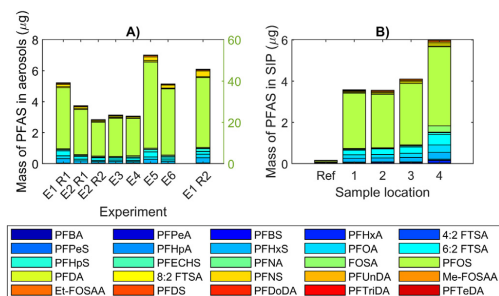 A)
B)
Mass of PFAS in aerosols (µg)
8
6
4
2
0
60
40
20
0
E1 R1
E2 R1
E2 R2
E3
E4
E5
E6
E1 R2
Experiment
Mass of PFAS in SIP (µg)
6
4
2
0
Ref 1 2 3 4
Sample location
PFBA PFPeA PFBS PFHxA 4:2 FTSA
PFPeS PFHpA PFHxS PFOA 6:2 FTSA
PFHpS PFECHS PFNA FOSA PFOS
PFDA 8:2 FTSA PFNS PFUnDA Me-FOSAA
Et-FOSAA PFDS PFDoDA PFTriDA PFTeDA